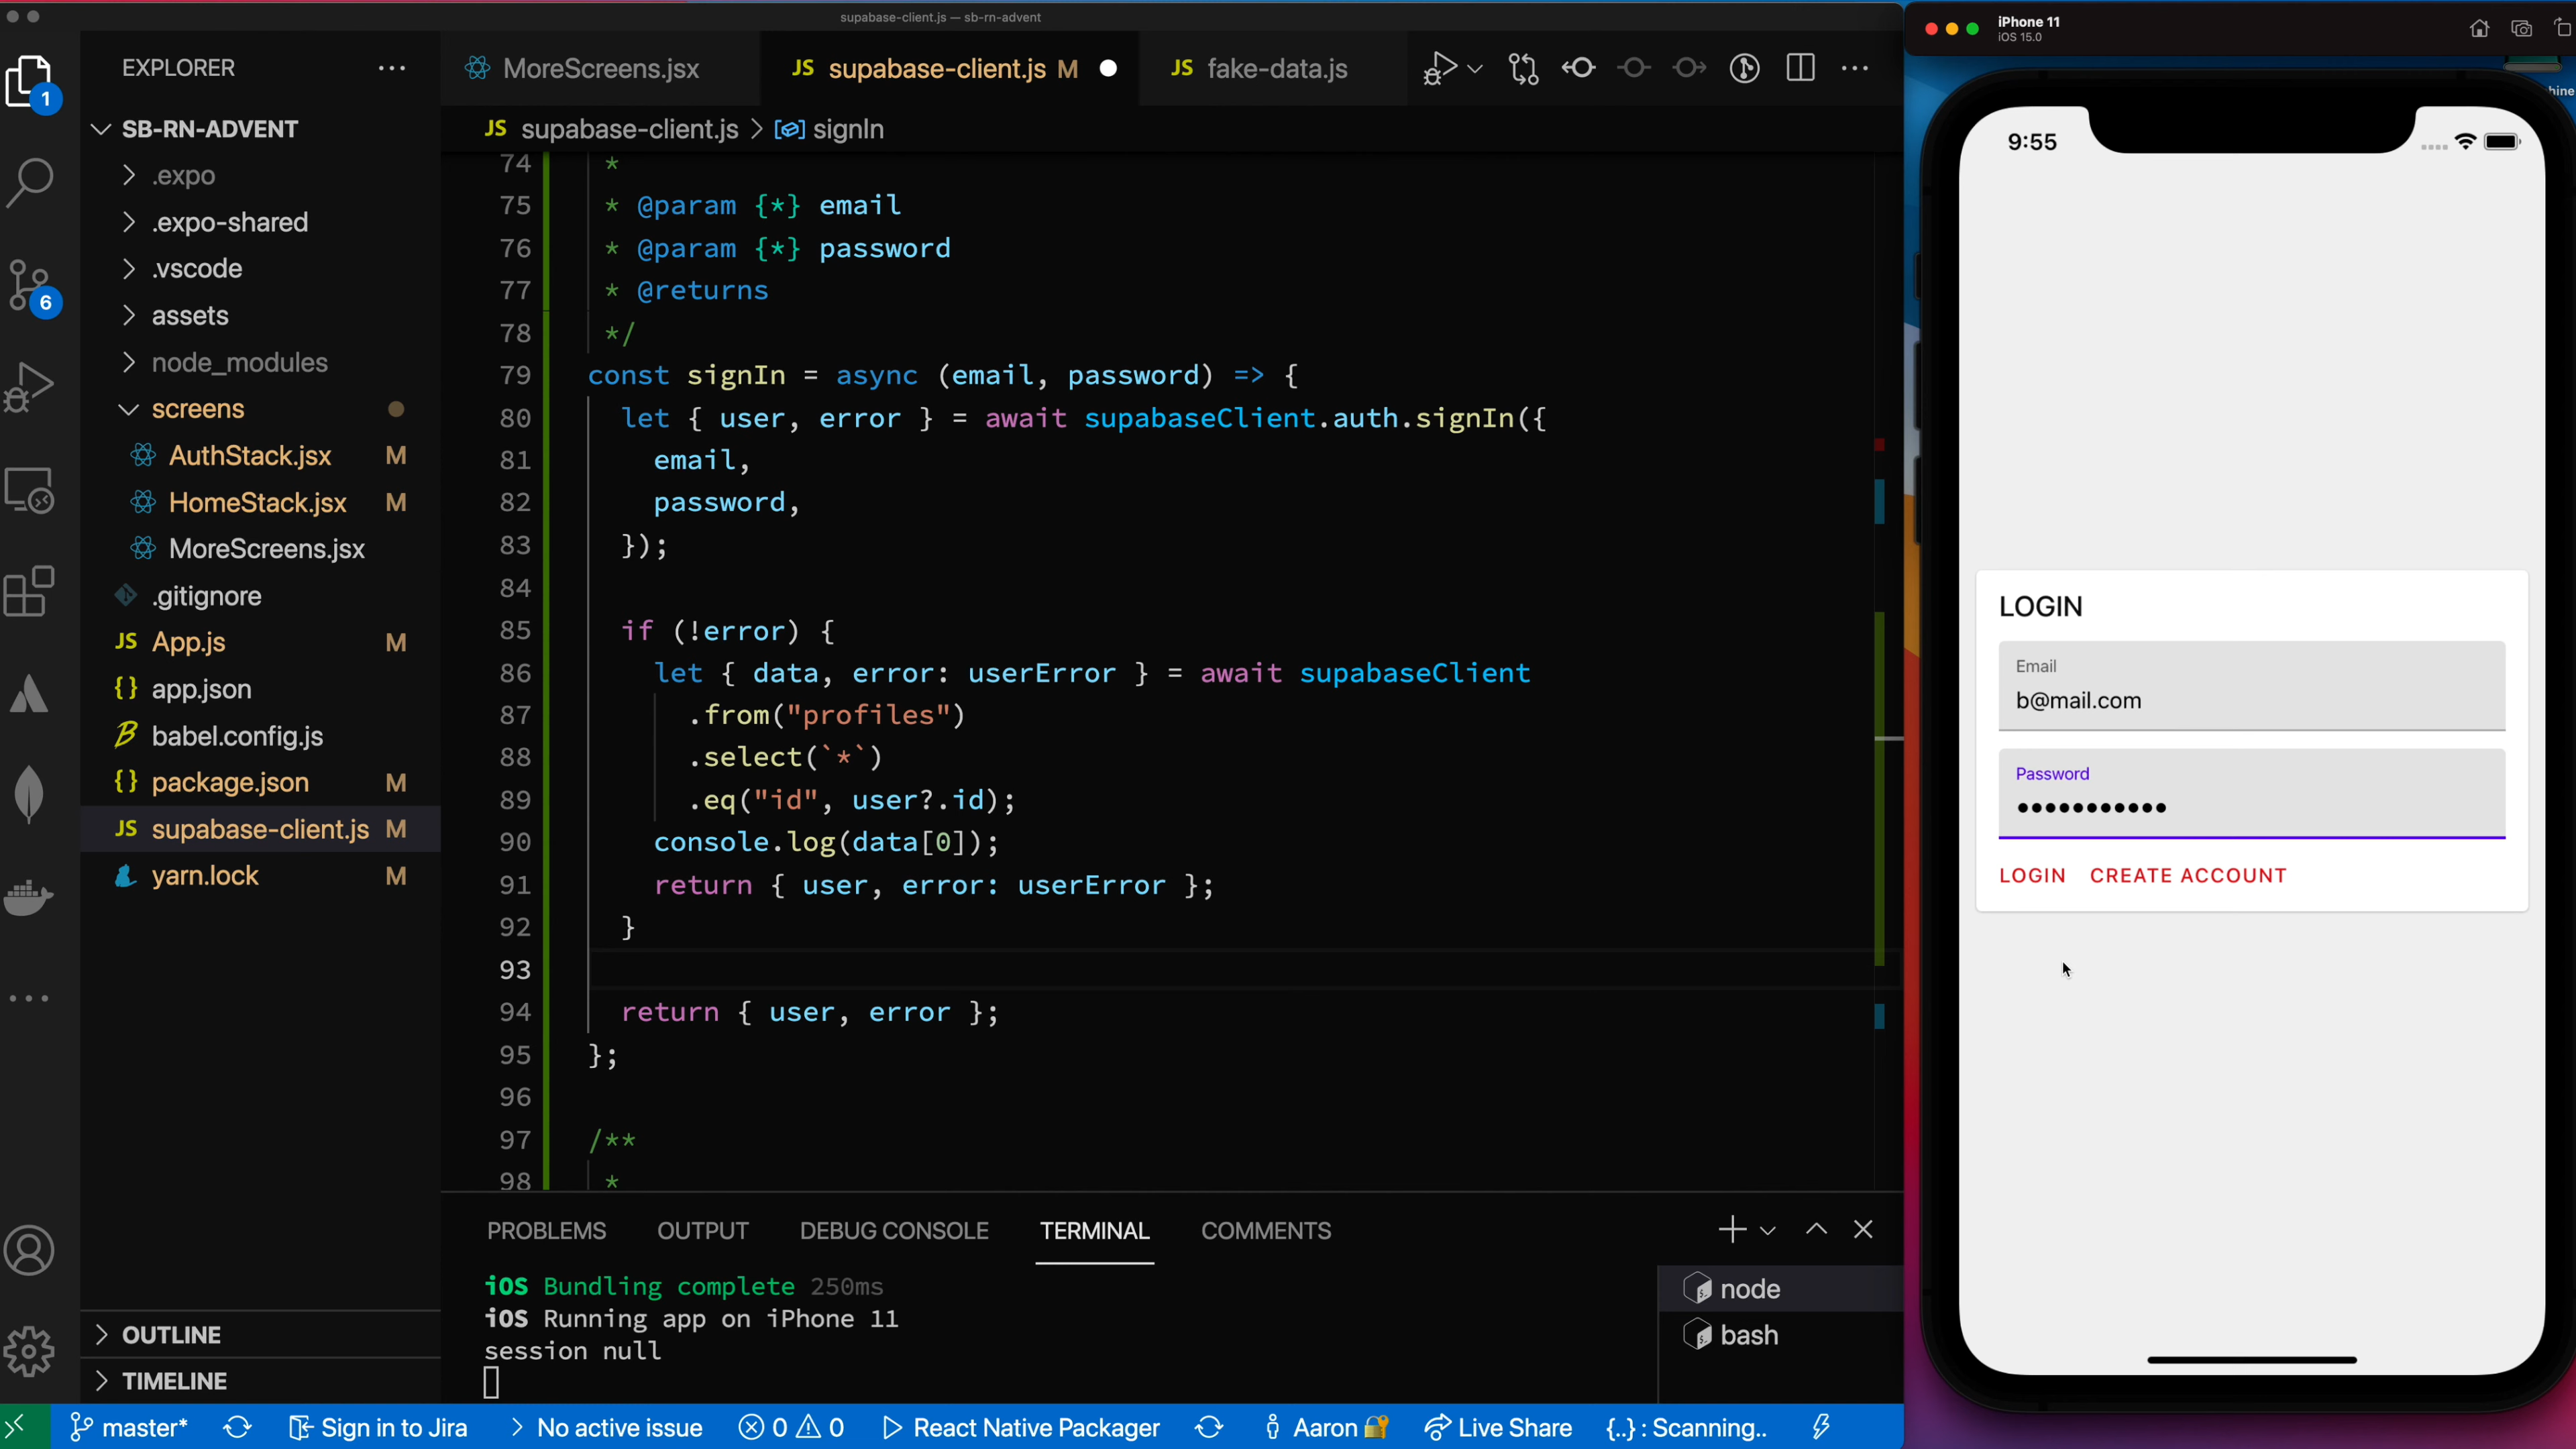 supabase-client.js — sb-rn-advent
EXPLORER
1
6
SB-RN-ADVENT
.expo
.expo-shared
.vscode
assets
node_modules
screens
AuthStack.jsx M
HomeStack.jsx M
MoreScreens.jsx
.gitignore
JS App.js M
{} app.json
babel.config.js
{} package.json M
JS supabase-client.js M
yarn.lock M
OUTLINE
TIMELINE
MoreScreens.jsx
JS supabase-client.js M
JS fake-data.js
JS supabase-client.js > signIn
74 *
75 * @param {*} email
76 * @param {*} password
77 * @returns
78 */
79 const signIn = async (email, password) => {
80 let { user, error } = await supabaseClient.auth.signIn({
81 email,
82 password,
83 });
84
85 if (!error) {
86 let { data, error: userError } = await supabaseClient
87 .from("profiles")
88 .select(`*`)
89 .eq("id", user?.id);
90 console.log(data[0]);
91 return { user, error: userError };
92 }
93
94 return { user, error };
95 };
96
97 /**
98 *
PROBLEMS OUTPUT DEBUG CONSOLE TERMINAL COMMENTS
iOS Bundling complete 250ms
iOS Running app on iPhone 11
session null
node
bash
master* Sign in to Jira > No active issue 0 0 React Native Packager Aaron Live Share {..} : Scanning..
iPhone 11
iOS 15.0
hine
9:55
LOGIN
Email
b@mail.com
Password
•••••••••••
LOGIN CREATE ACCOUNT